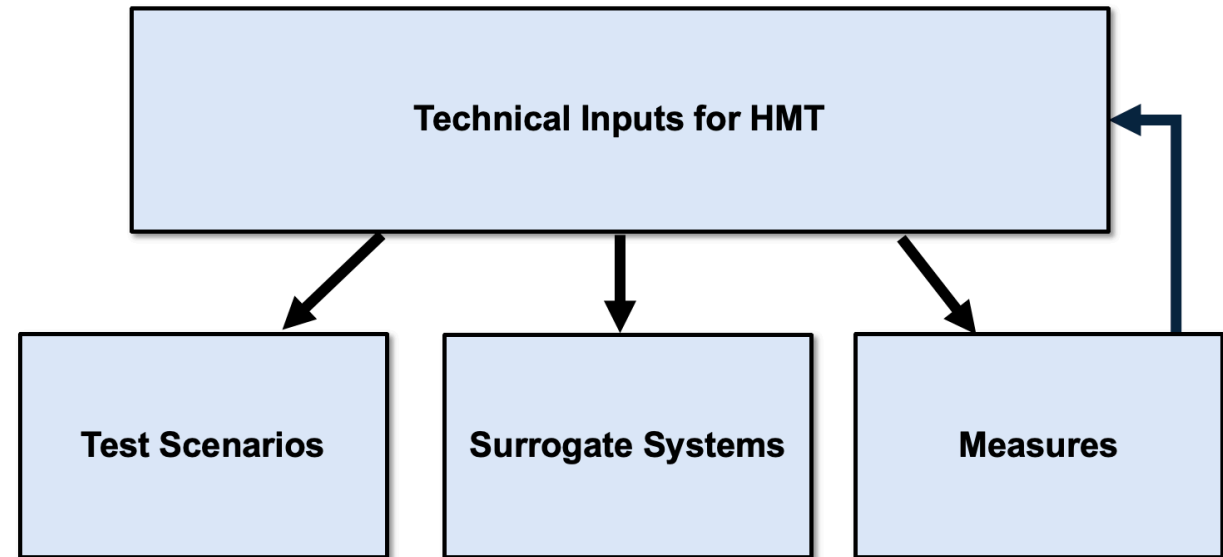 Technical Inputs for HMT
Test Scenarios
Surrogate Systems
Measures